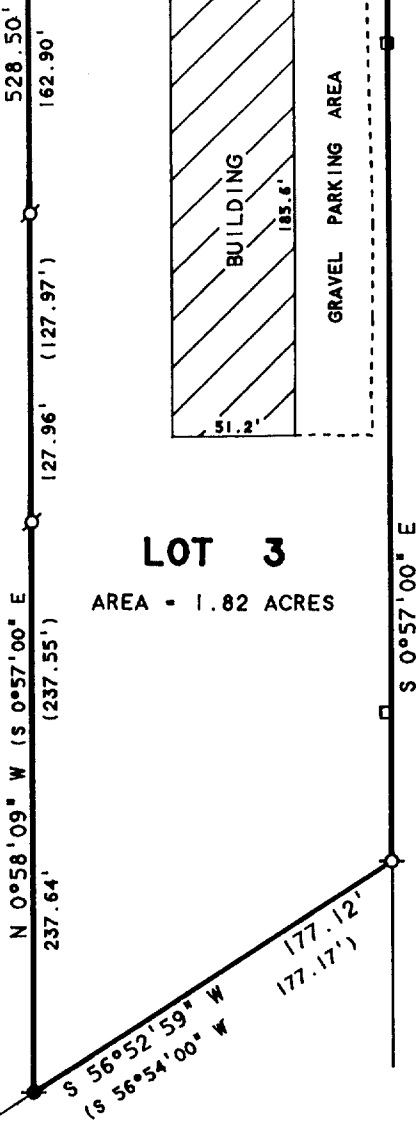 528.50'
162.90'
(127.97')
127.96'
BUILDING
185.6'
51.2'
GRAVEL PARKING AREA
LOT 3
AREA = 1.82 ACRES
S 0°57'00" E
N 0°58'09" W (S 0°57'00" E
(237.55')
237.64'
S 56°52'59" W 177.12'
(S 56°54'00" W 177.17')